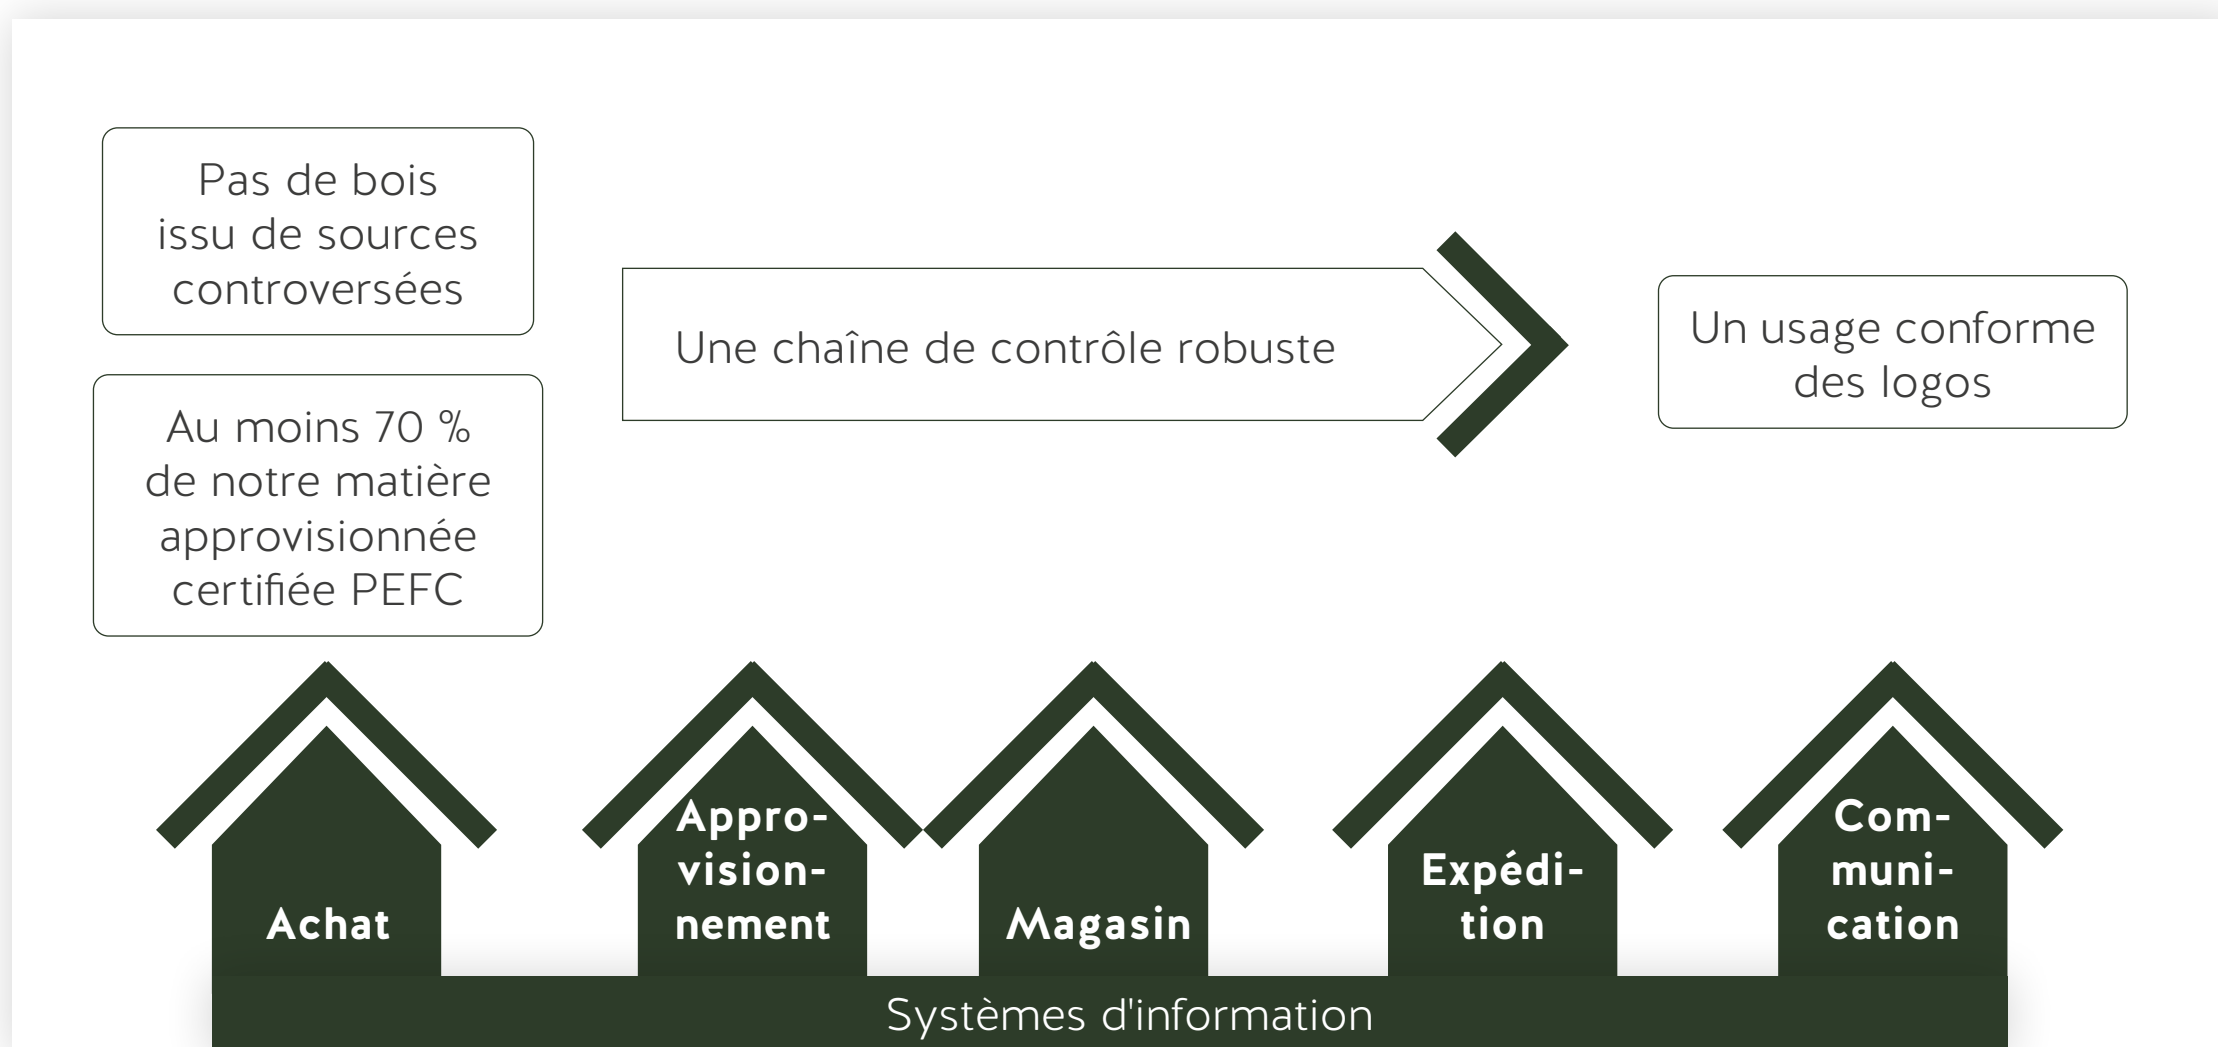 Pas de bois
issu de sources
controversées
Au moins 70 %
de notre matière
approvisionnée
certifiée PEFC
Une chaîne de contrôle robuste
Un usage conforme
des logos
Achat
Appro-
vision-
nement
Magasin
Expédi-
tion
Com-
muni-
cation
Systèmes d'information